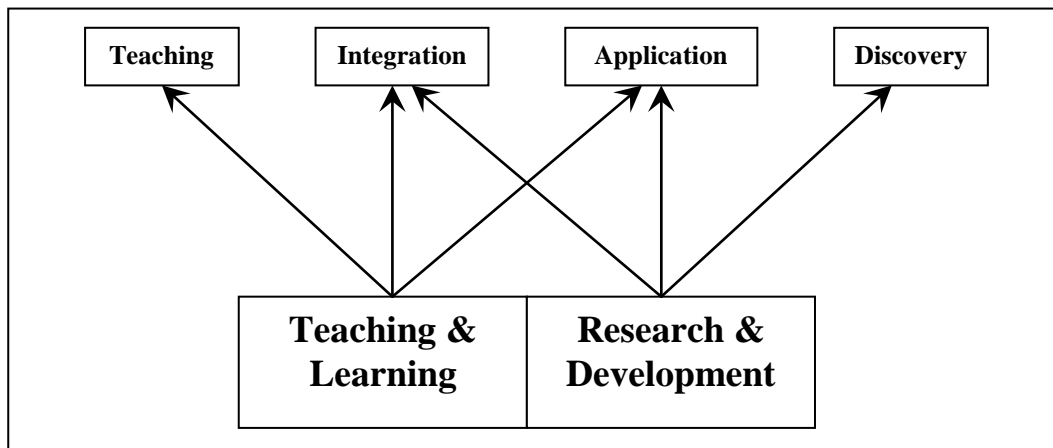 Teaching
Integration
Application
Discovery
Teaching &
Learning
Research &
Development